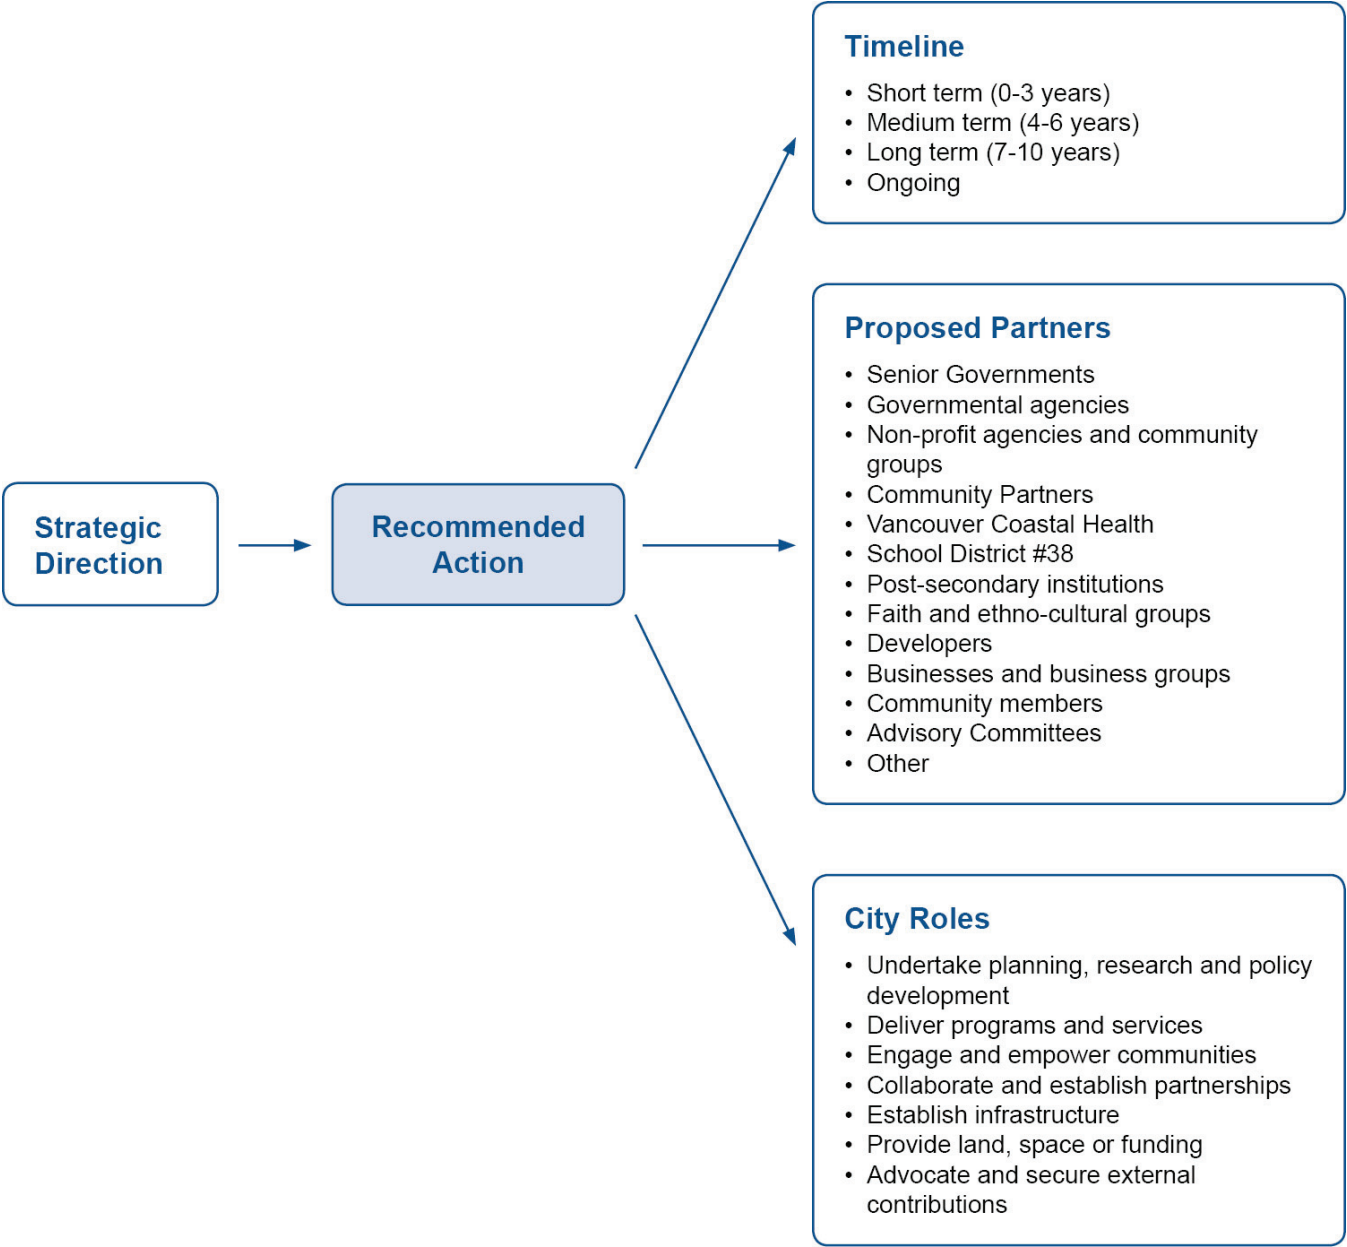 Timeline
• Short term (0-3 years)
• Medium term (4-6 years)
• Long term (7-10 years)
• Ongoing
Proposed Partners
• Senior Governments
• Governmental agencies
• Non-profit agencies and community
groups
• Community Partners
• Vancouver Coastal Health
• School District #38
• Post-secondary institutions
• Faith and ethno-cultural groups
• Developers
• Businesses and business groups
• Community members
• Advisory Committees
• Other
Strategic
Direction
Recommended
Action
City Roles
• Undertake planning, research and policy
development
• Deliver programs and services
• Engage and empower communities
• Collaborate and establish partnerships
• Establish infrastructure
• Provide land, space or funding
• Advocate and secure external
contributions